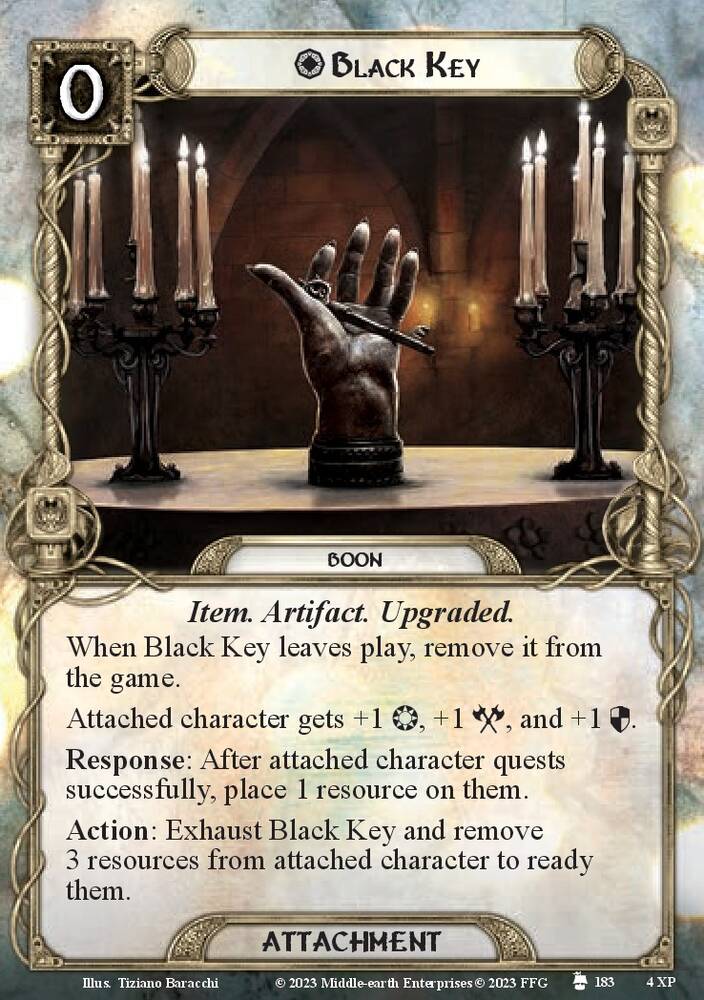 0
Black Key
BOON
Item. Artifact. Upgraded.
When Black Key leaves play, remove it from
the game.
Attached character gets +1 , +1 , and +1 .
Response: After attached character quests
successfully, place 1 resource on them.
Action: Exhaust Black Key and remove
3 resources from attached character to ready
them.
ATTACHMENT
Illus. Tiziano Baracchi © 2023 Middle-earth Enterprises © 2023 FFG 183 4 XP